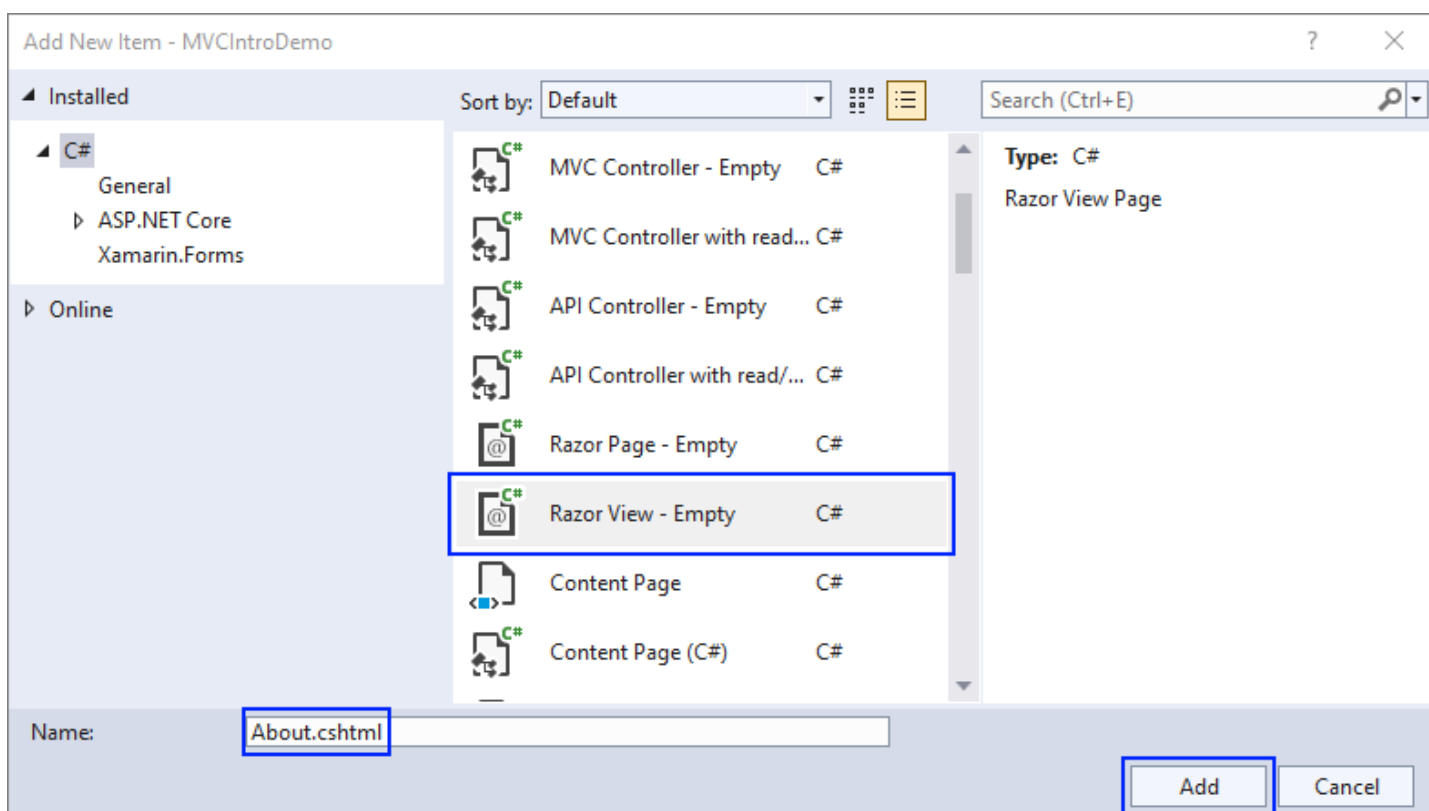 Add New Item - MVCIntroDemo ?
Installed
C#
General
ASP.NET Core
Xamarin.Forms
Online
Sort by: Default
Search (Ctrl+E)
C# MVC Controller - Empty C#
C# MVC Controller with read... C#
C# API Controller - Empty C#
C# API Controller with read/... C#
C# @ Razor Page - Empty C#
C# @ Razor View - Empty C#
Content Page C#
C# Content Page (C#) C#
Type: C#
Razor View Page
Name: About.cshtml
Add Cancel